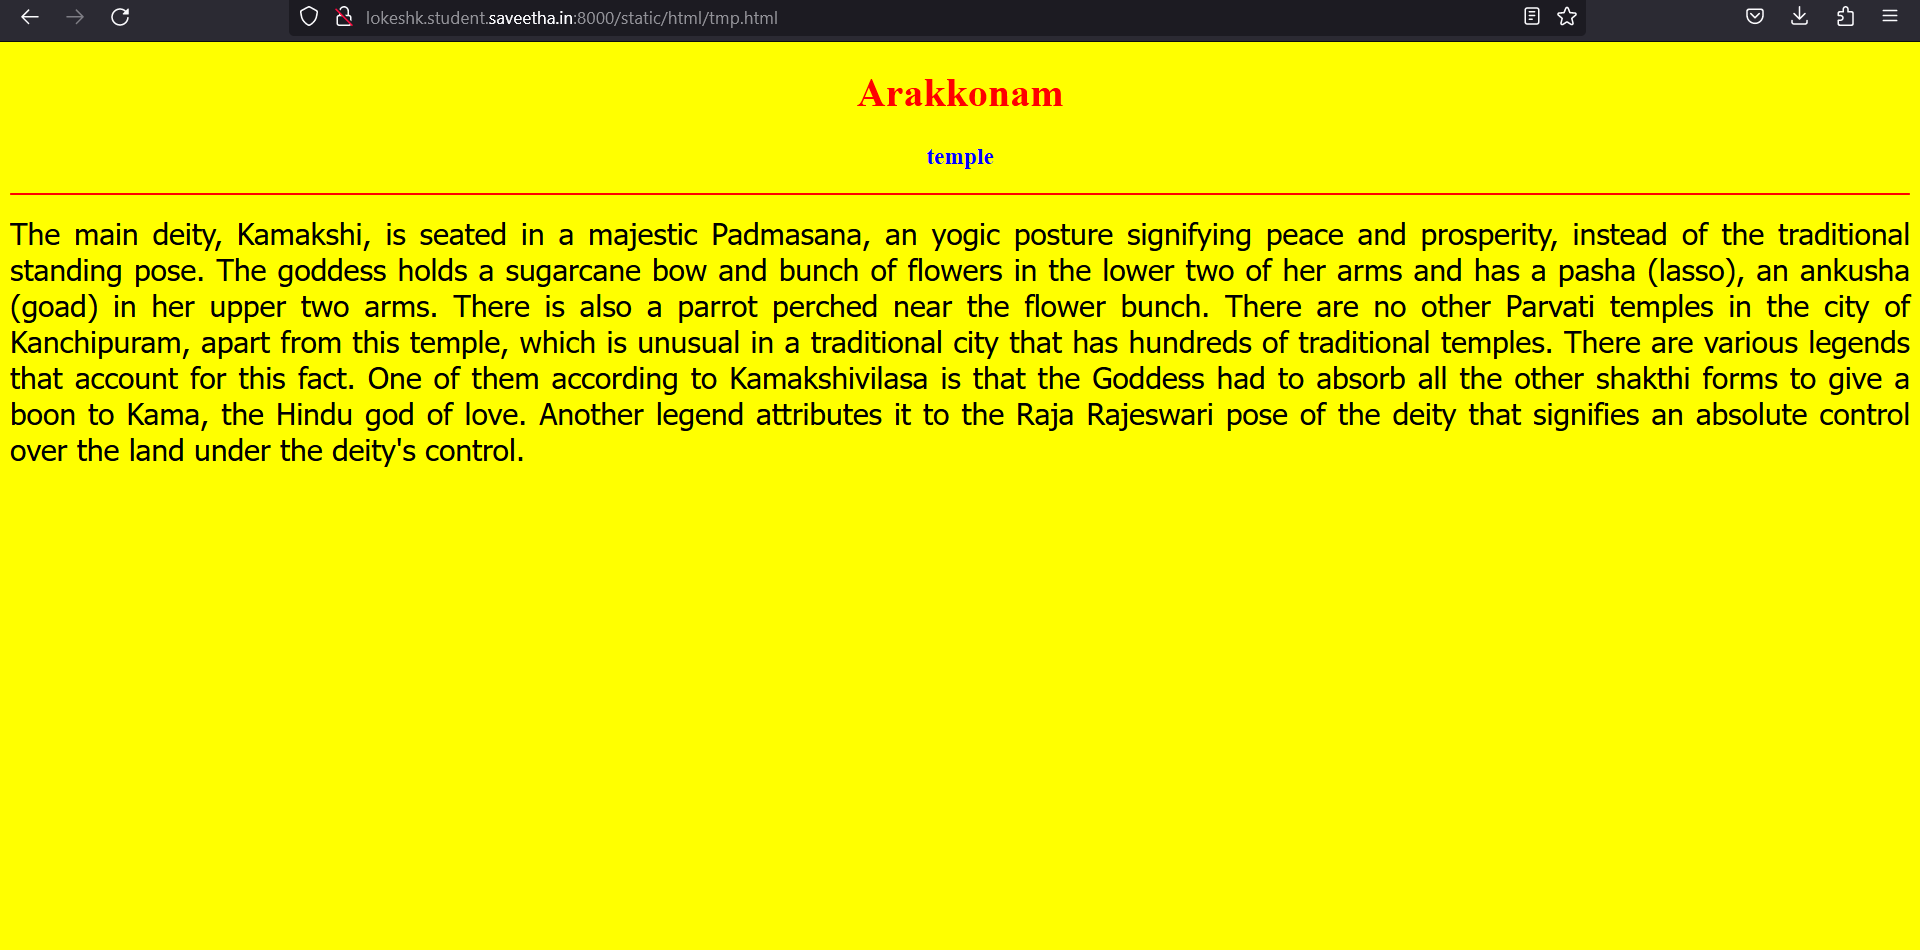 lokeshk.student.saveetha.in:8000/static/html/tmp.html
Arakkonam
temple
The main deity, Kamakshi, is seated in a majestic Padmasana, an yogic posture signifying peace and prosperity, instead of the traditional
standing pose. The goddess holds a sugarcane bow and bunch of flowers in the lower two of her arms and has a pasha (lasso), an ankusha
(goad) in her upper two arms. There is also a parrot perched near the flower bunch. There are no other Parvati temples in the city of
Kanchipuram, apart from this temple, which is unusual in a traditional city that has hundreds of traditional temples. There are various legends
that account for this fact. One of them according to Kamakshivilasa is that the Goddess had to absorb all the other shakthi forms to give a
boon to Kama, the Hindu god of love. Another legend attributes it to the Raja Rajeswari pose of the deity that signifies an absolute control
over the land under the deity's control.